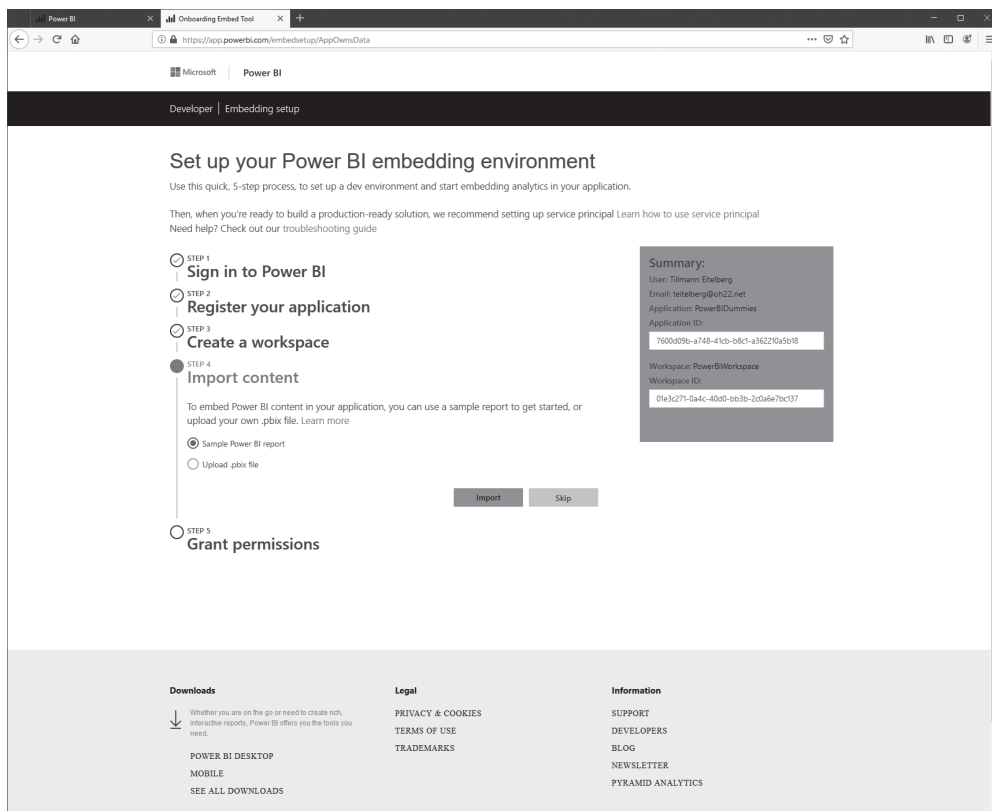 Power BI
Onboarding Embed Tool
https://app.powerbi.com/embedsetup/AppOwnsData
Microsoft Power BI
Developer | Embedding setup
Set up your Power BI embedding environment
Use this quick, 5-step process, to set up a dev environment and start embedding analytics in your application.
Then, when you're ready to build a production-ready solution, we recommend setting up service principal Learn how to use service principal
Need help? Check out our troubleshooting guide
STEP 1
Sign in to Power BI
STEP 2
Register your application
STEP 3
Create a workspace
STEP 4
Import content
To embed Power BI content in your application, you can use a sample report to get started, or
upload your own .pbix file. Learn more
Sample Power BI report
Upload .pbix file
Import Skip
STEP 5
Grant permissions
Summary:
User: Tillmann Eitelberg
Email: teitelberg@oh22.net
Application: PowerBIDummies
Application ID:
7600d09b-a748-41cb-b8c1-a362210a5b18
Workspace: PowerBiWorkspace
Workspace ID:
01e3c271-0a4c-40d0-bb3b-2c0a6e7bc137
Downloads
Whether you are on the go or need to create rich,
interactive reports, Power BI offers you the tools you
need.
POWER BI DESKTOP
MOBILE
SEE ALL DOWNLOADS
Legal
PRIVACY & COOKIES
TERMS OF USE
TRADEMARKS
Information
SUPPORT
DEVELOPERS
BLOG
NEWSLETTER
PYRAMID ANALYTICS